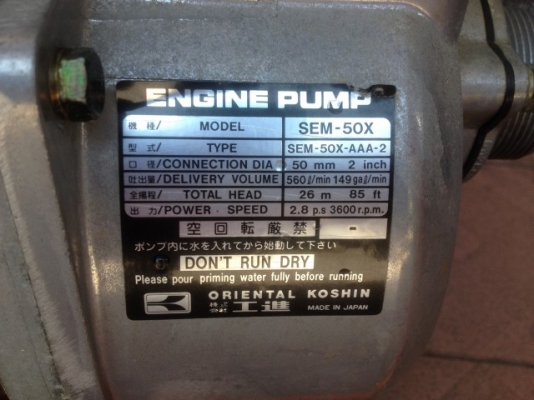 ENGINE PUMP
機種/ MODEL SEM-50X
型式/ TYPE SEM-50X-AAA-2
口径/CONNECTION DIA 50 mm 2 inch
吐出量/DELIVERY VOLUME 560ℓ/min 149gaℓ/min
全揚程/ TOTAL HEAD 26 m 85 ft
出力/POWER・SPEED 2.8 p.s 3600 r.p.m.
空回転厳禁 -
ポンプ内に水を入れてから始動して下さい
DON'T RUN DRY
Please pour priming water fully before running
ORIENTAL KOSHIN
株式会社 工進 MADE IN JAPAN